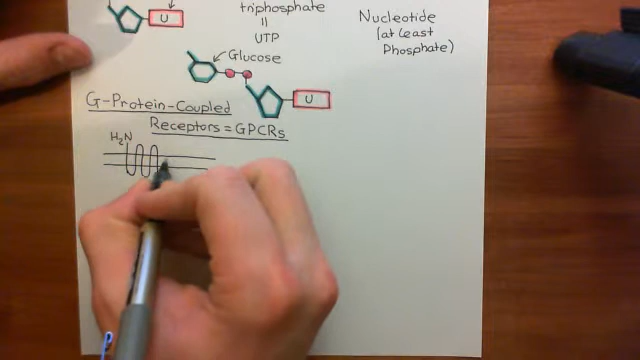 U
triphosphate
=
UTP
Nucleotide
(at least
Phosphate)
Glucose
U
G-Protein-Coupled
Receptors = GPCRs
H₂N